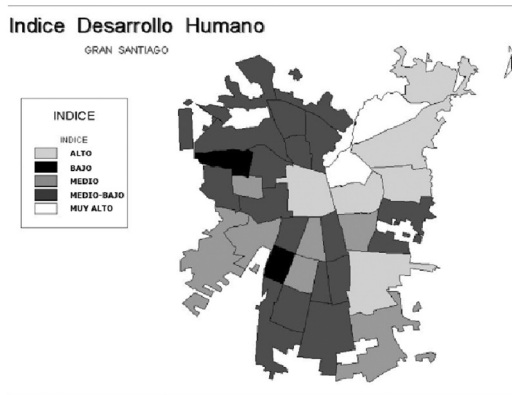 Indice Desarrollo Humano
GRAN SANTIAGO
N
INDICE
INDICE
ALTO
BAJO
MEDIO
MEDIO-BAJO
MUY ALTO